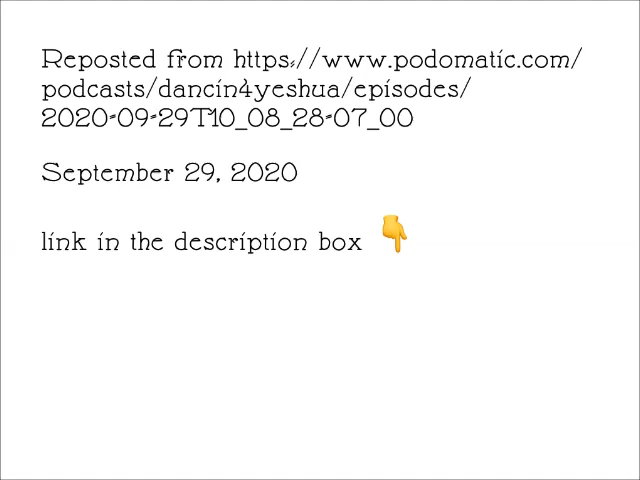 Reposted from https://www.podomatic.com/
podcasts/dancin4yeshua/episodes/
2020-09-29T10_08_28-07_00
September 29, 2020
link in the description box 👇